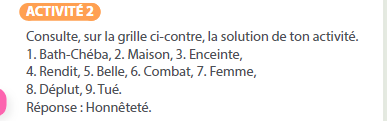 ACTIVITÉ 2
Consulte, sur la grille ci-contre, la solution de ton activité.
1. Bath-Chéba, 2. Maison, 3. Enceinte,
4. Rendit, 5. Belle, 6. Combat, 7. Femme,
8. Déplut, 9. Tué.
Réponse : Honnêteté.